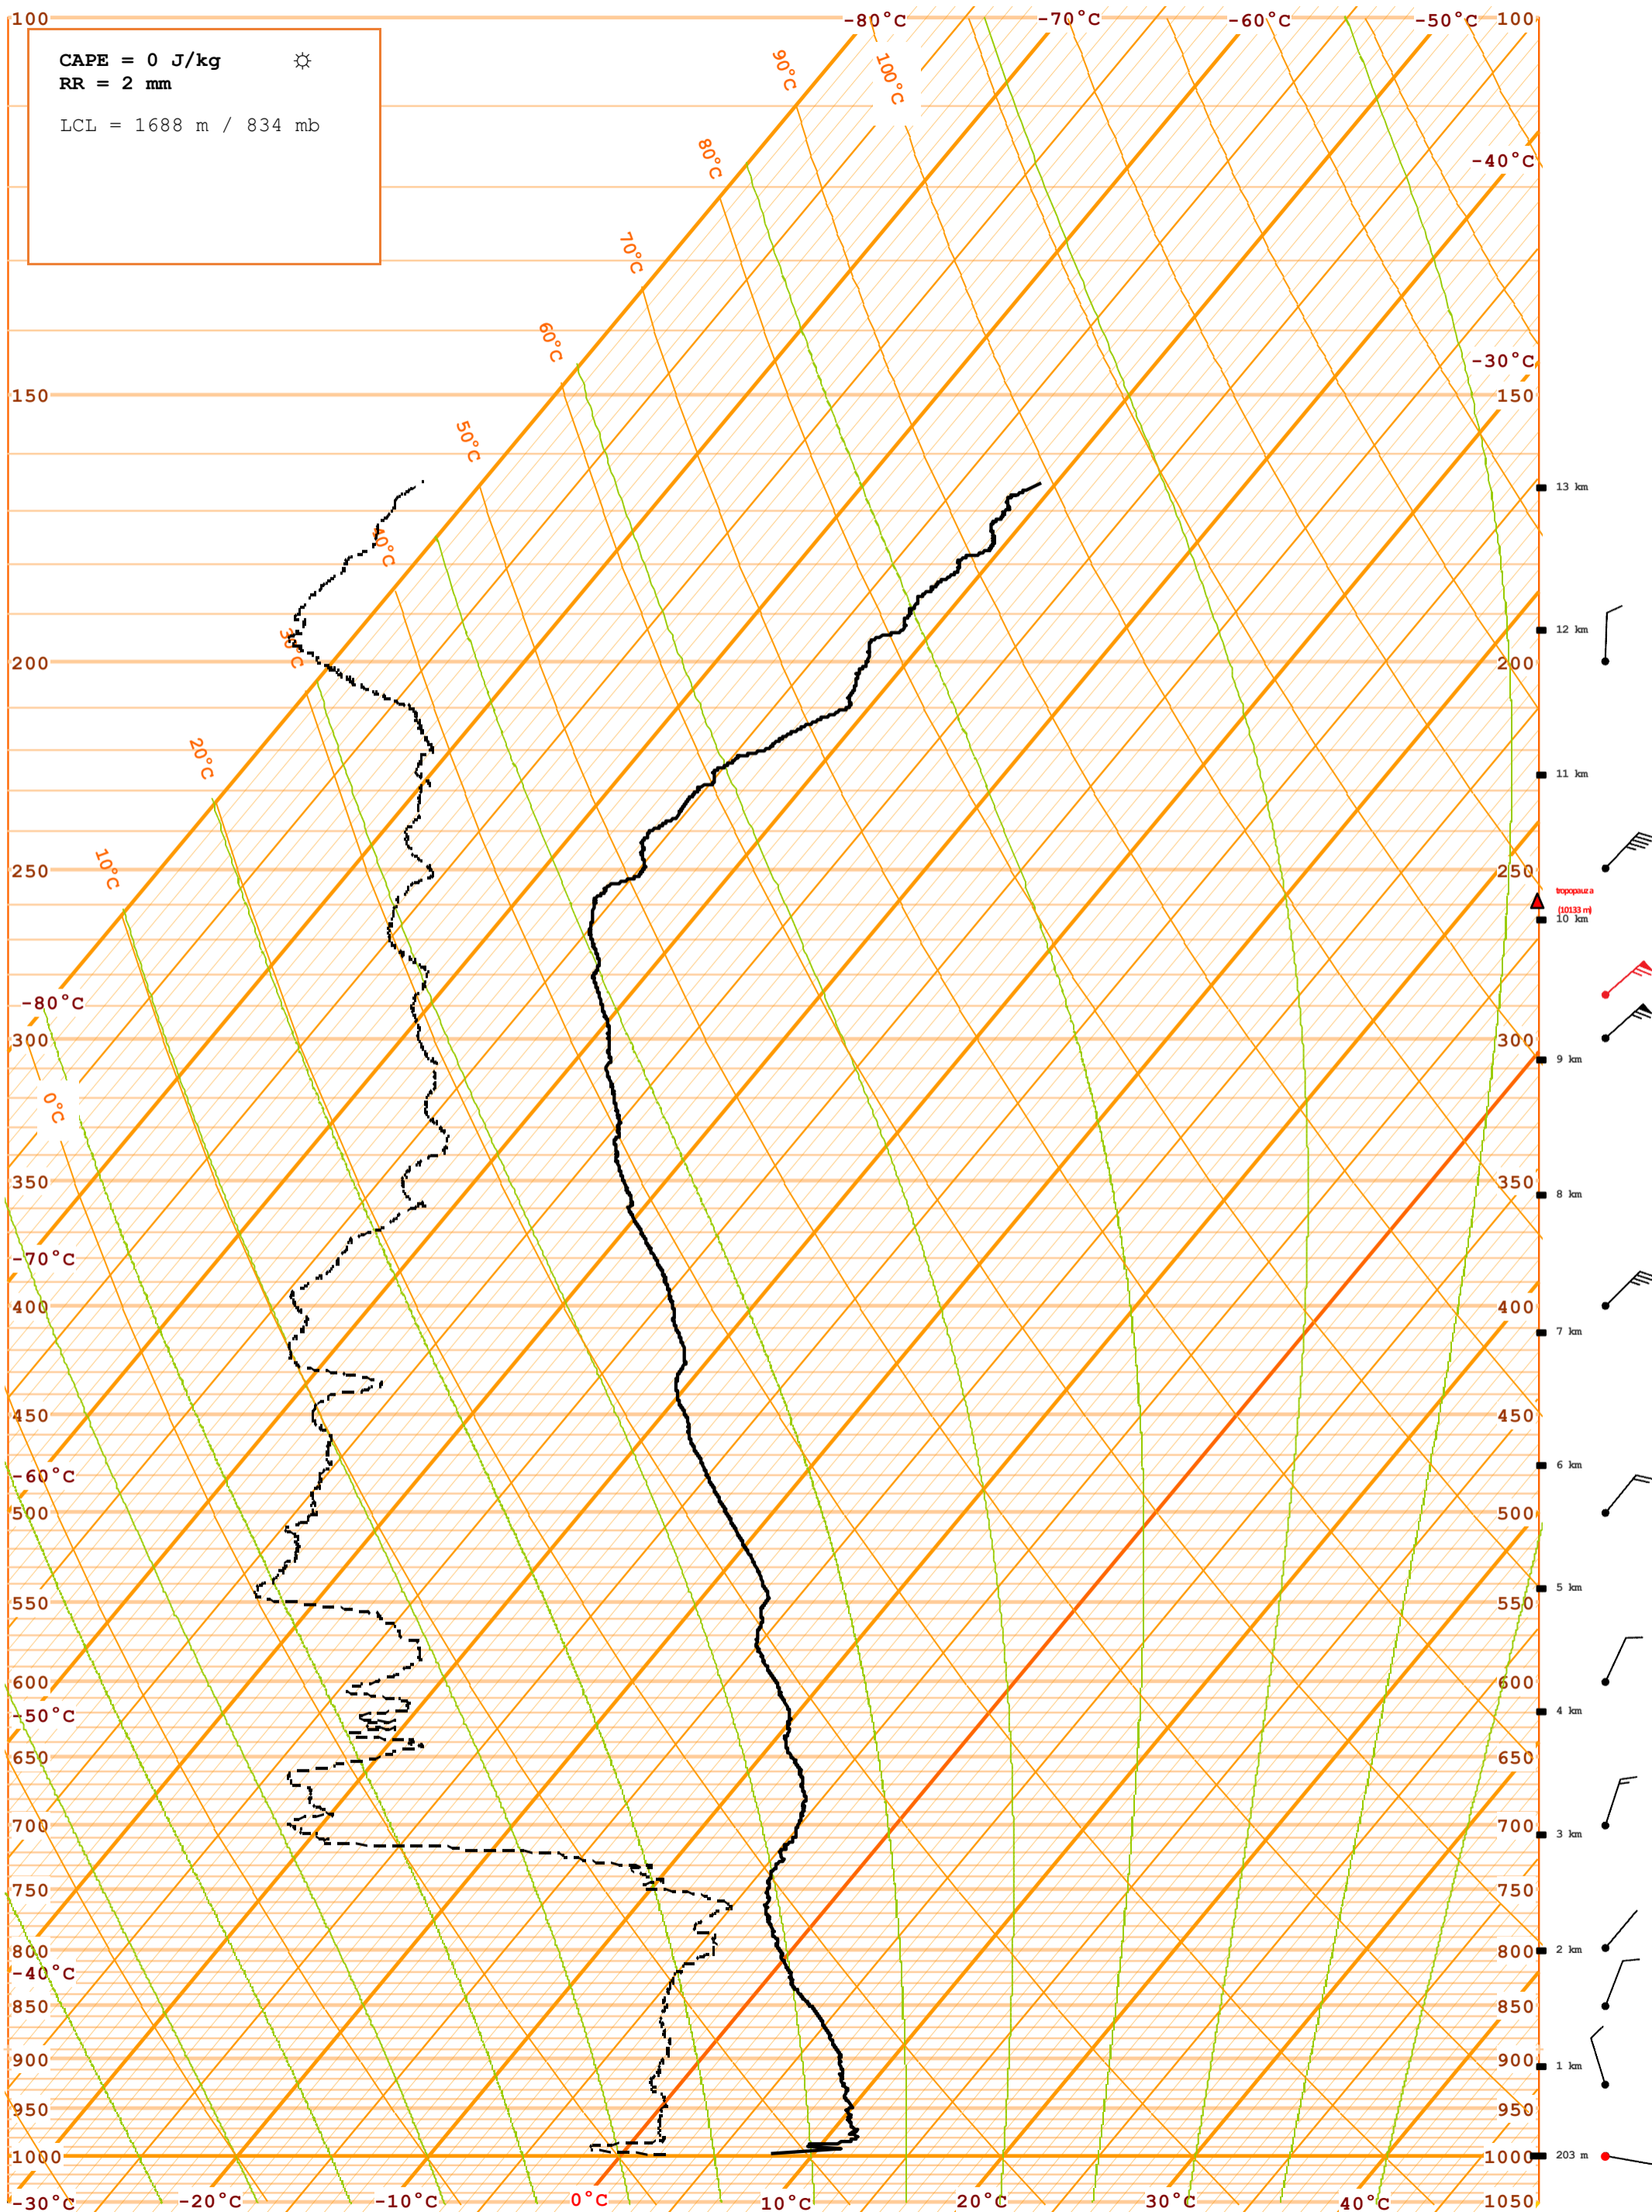 100 -80°C -70°C -60°C -50°C 100
CAPE = 0 J/kg ☼
RR = 2 mm
LCL = 1688 m / 834 mb
90°C 100°C
80°C
-40°C
70°C
60°C
-30°C
150 150
50°C
13 km
40°C
12 km
30°C
200 200
20°C
11 km
10°C
250 250
tropopauza
(10133 m)
10 km
-80°C
300 300
9 km
0°C
350 350
8 km
-70°C
400 400
7 km
450 450
6 km
-60°C
500 500
5 km
550 550
600 600
4 km
-50°C
650 650
700 700
3 km
750 750
800 800 2 km
-40°C
850 850
900 900
1 km
950 950
1000 1000 203 m
-30°C -20°C -10°C 0°C 10°C 20°C 30°C 40°C 1050